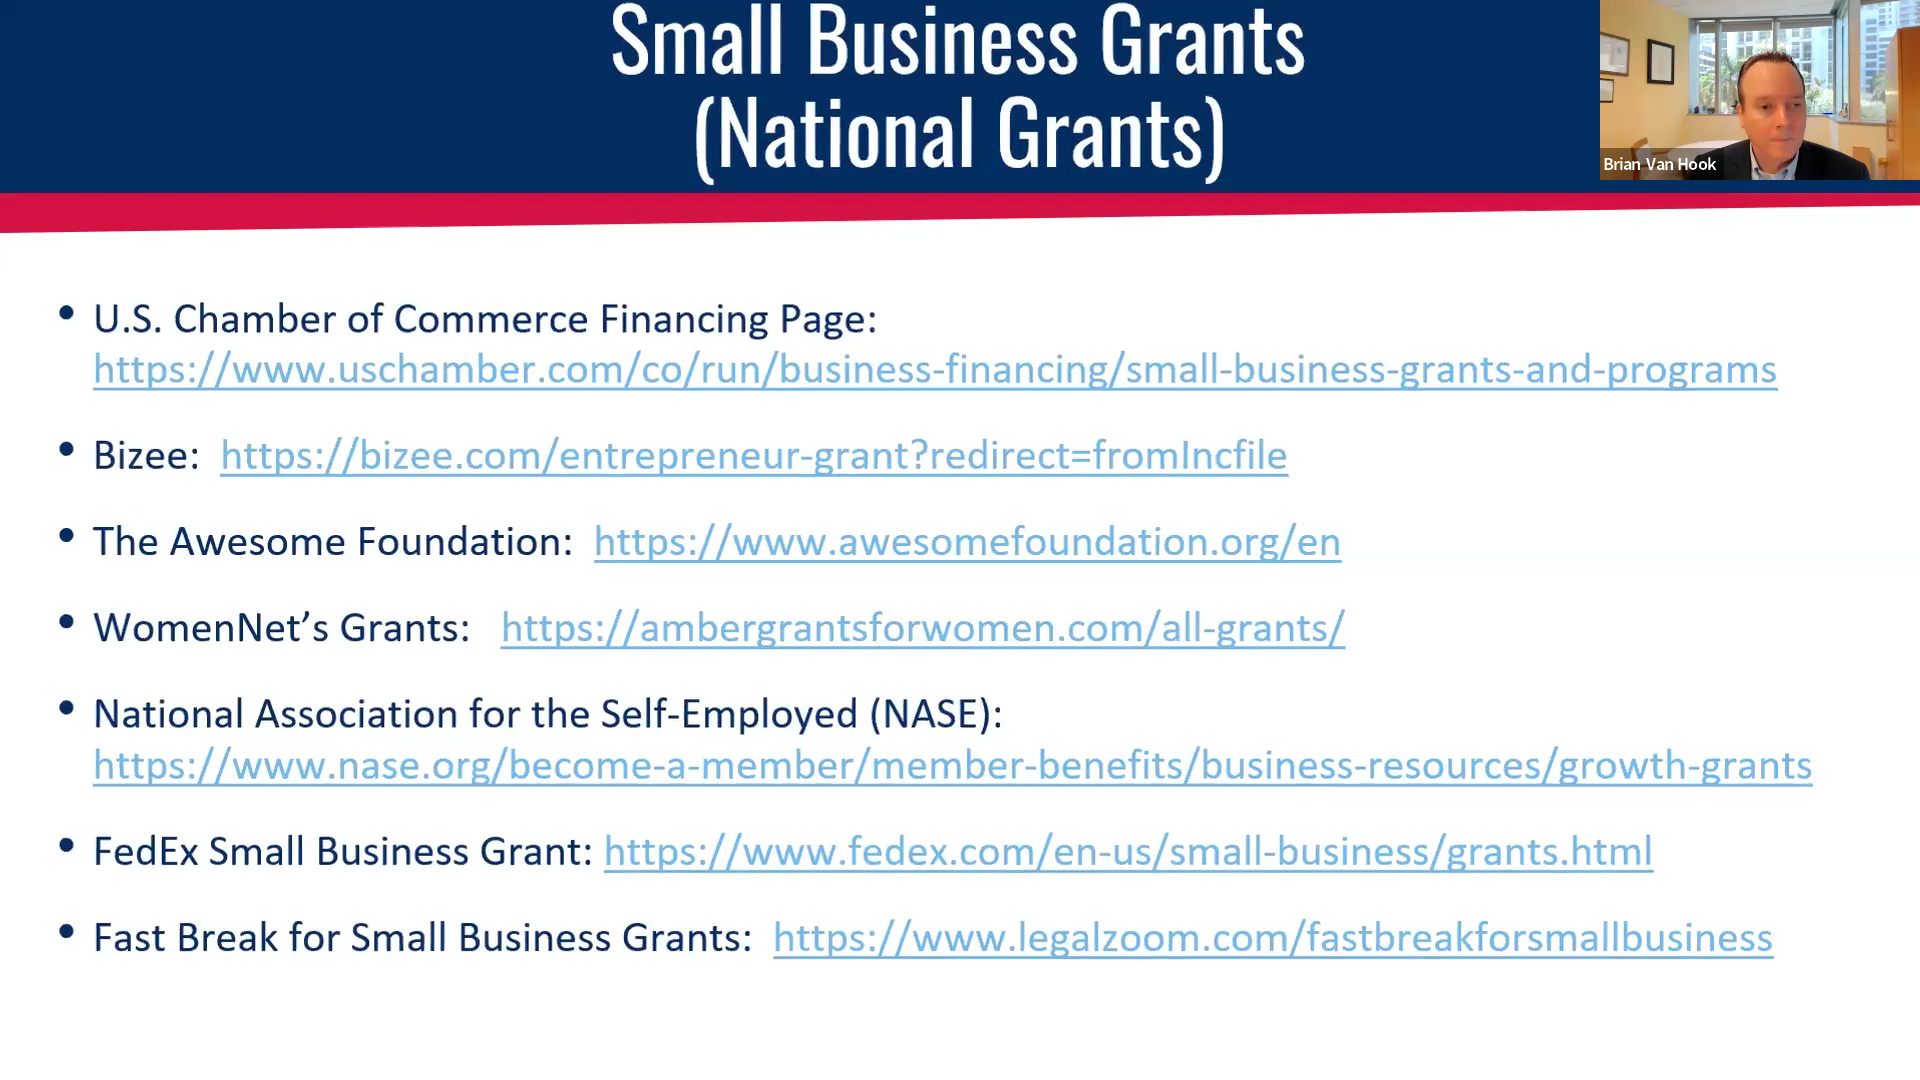 Small Business Grants
(National Grants)
Brian Van Hook
• U.S. Chamber of Commerce Financing Page:
https://www.uschamber.com/co/run/business-financing/small-business-grants-and-programs
• Bizee: https://bizee.com/entrepreneur-grant?redirect=fromIncfile
• The Awesome Foundation: https://www.awesomefoundation.org/en
• WomenNet’s Grants: https://ambergrantsforwomen.com/all-grants/
• National Association for the Self-Employed (NASE):
https://www.nase.org/become-a-member/member-benefits/business-resources/growth-grants
• FedEx Small Business Grant: https://www.fedex.com/en-us/small-business/grants.html
• Fast Break for Small Business Grants: https://www.legalzoom.com/fastbreakforsmallbusiness